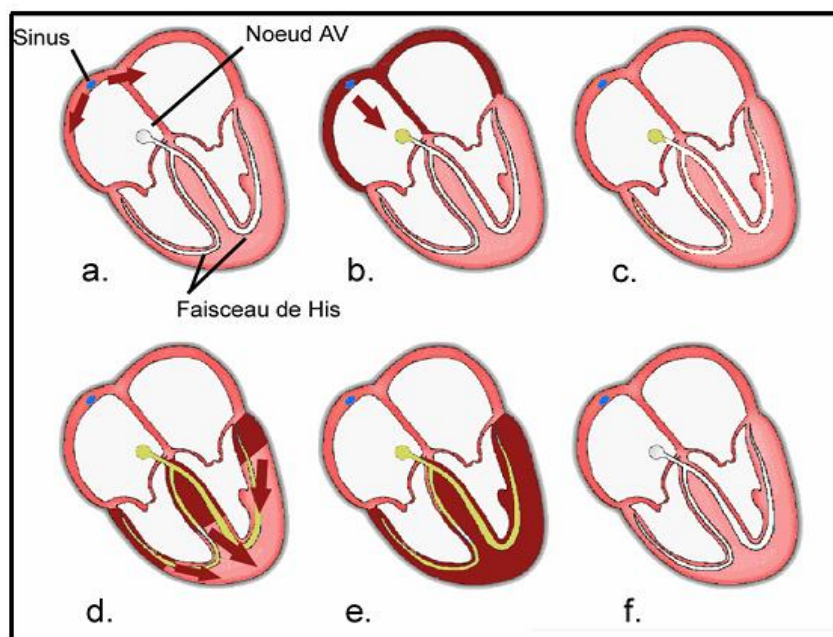 Sinus
Noeud AV
a.
b.
c.
Faisceau de His
d.
e.
f.